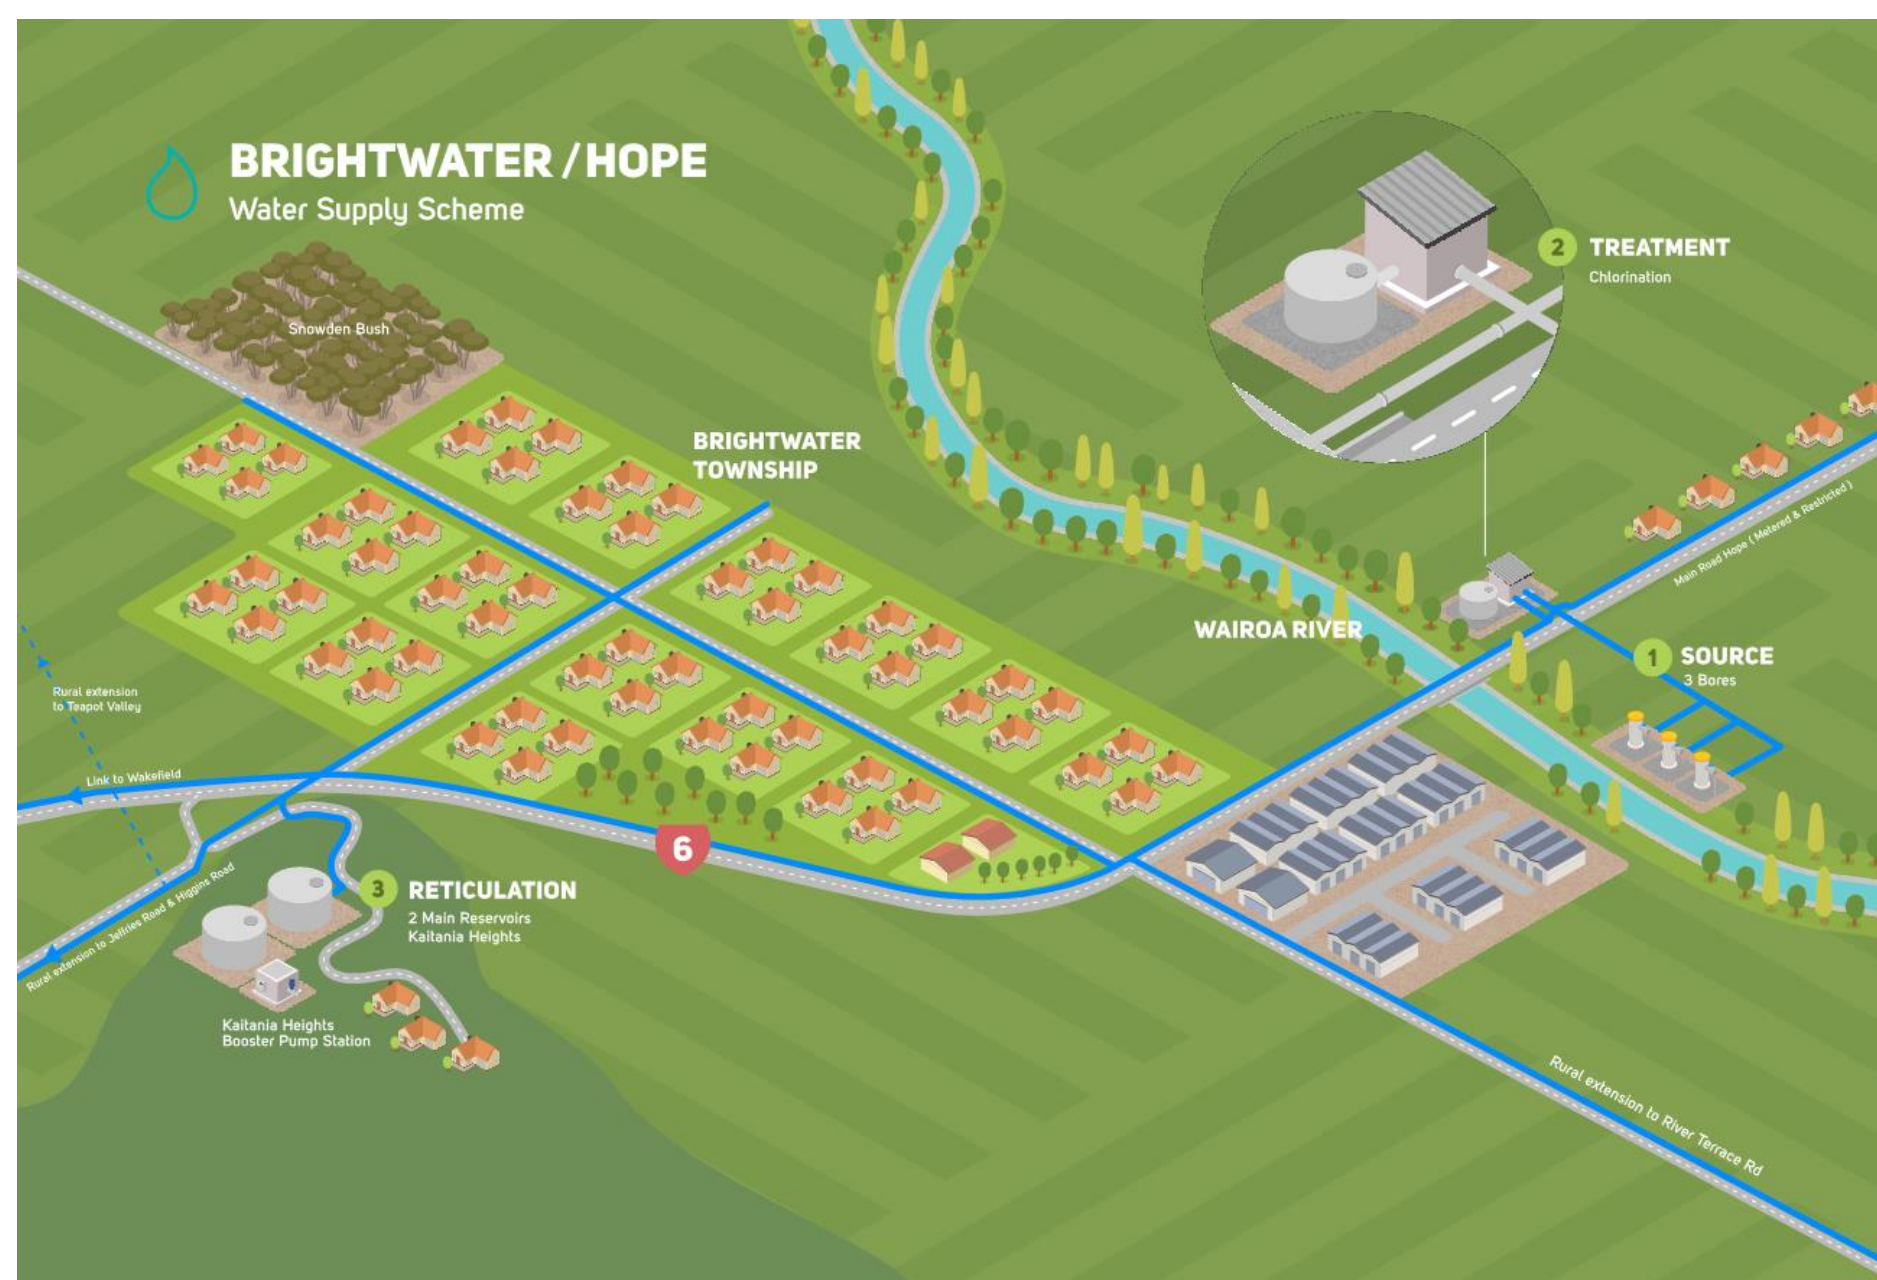 BRIGHTWATER / HOPE
Water Supply Scheme
Snowden Bush
BRIGHTWATER
TOWNSHIP
2 TREATMENT
Chlorination
Main Road Hope ( Metered & Restricted )
WAIROA RIVER
1 SOURCE
3 Bores
Rural extension
to Teapot Valley
Link to Wakefield
6
3 RETICULATION
2 Main Reservoirs
Kaitania Heights
Rural extension to Jeffries Road & Higgins Road
Kaitania Heights
Booster Pump Station
Rural extension to River Terrace Rd